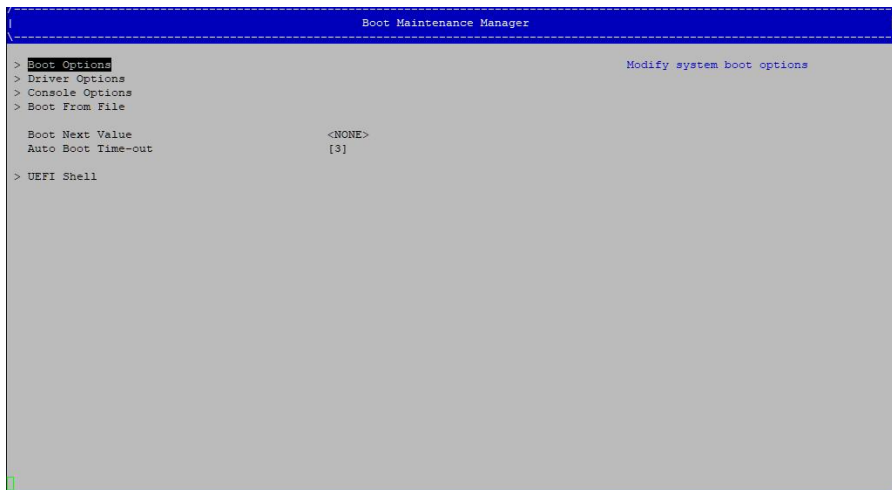 Boot Maintenance Manager
> Boot Options Modify system boot options
> Driver Options
> Console Options
> Boot From File
Boot Next Value <NONE>
Auto Boot Time-out [3]
> UEFI Shell